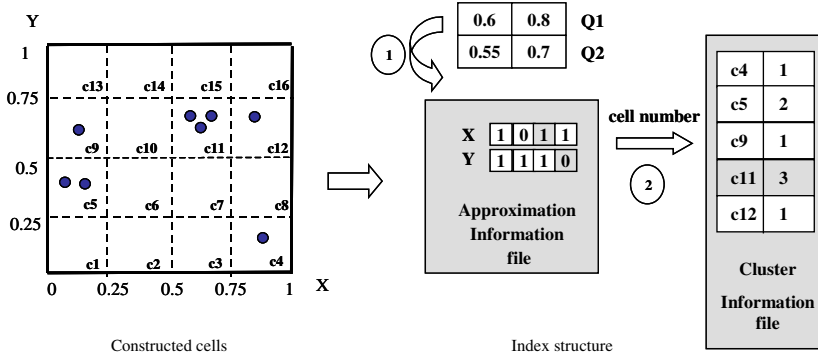 Y
1
0.75
0.5
0.25
0
c13 c14 c15 c16
c9 c10 c11 c12
c5 c6 c7 c8
c1 c2 c3 c4
0.25 0.5 0.75 1
X
Constructed cells
1
0.6 0.8 Q1
0.55 0.7 Q2
X 1 0 1 1
Y 1 1 1 0
Approximation
Information
file
cell number
2
Index structure
c4 1
c5 2
c9 1
c11 3
c12 1
Cluster
Information
file